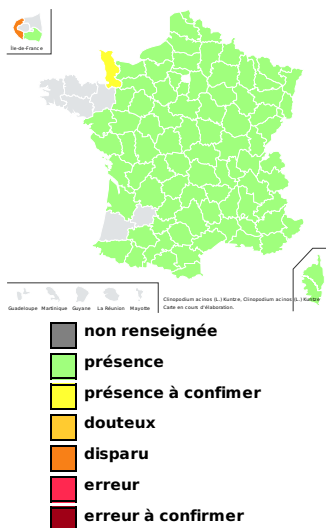 Île-de-France
Guadeloupe Martinique Guyane La Réunion Mayotte
Clinopodium acinos (L.) Kuntze, Clinopodium acinos (L.) Kuntze
Carte en cours d'élaboration.
non renseignée
présence
présence à confimer
douteux
disparu
erreur
erreur à confirmer